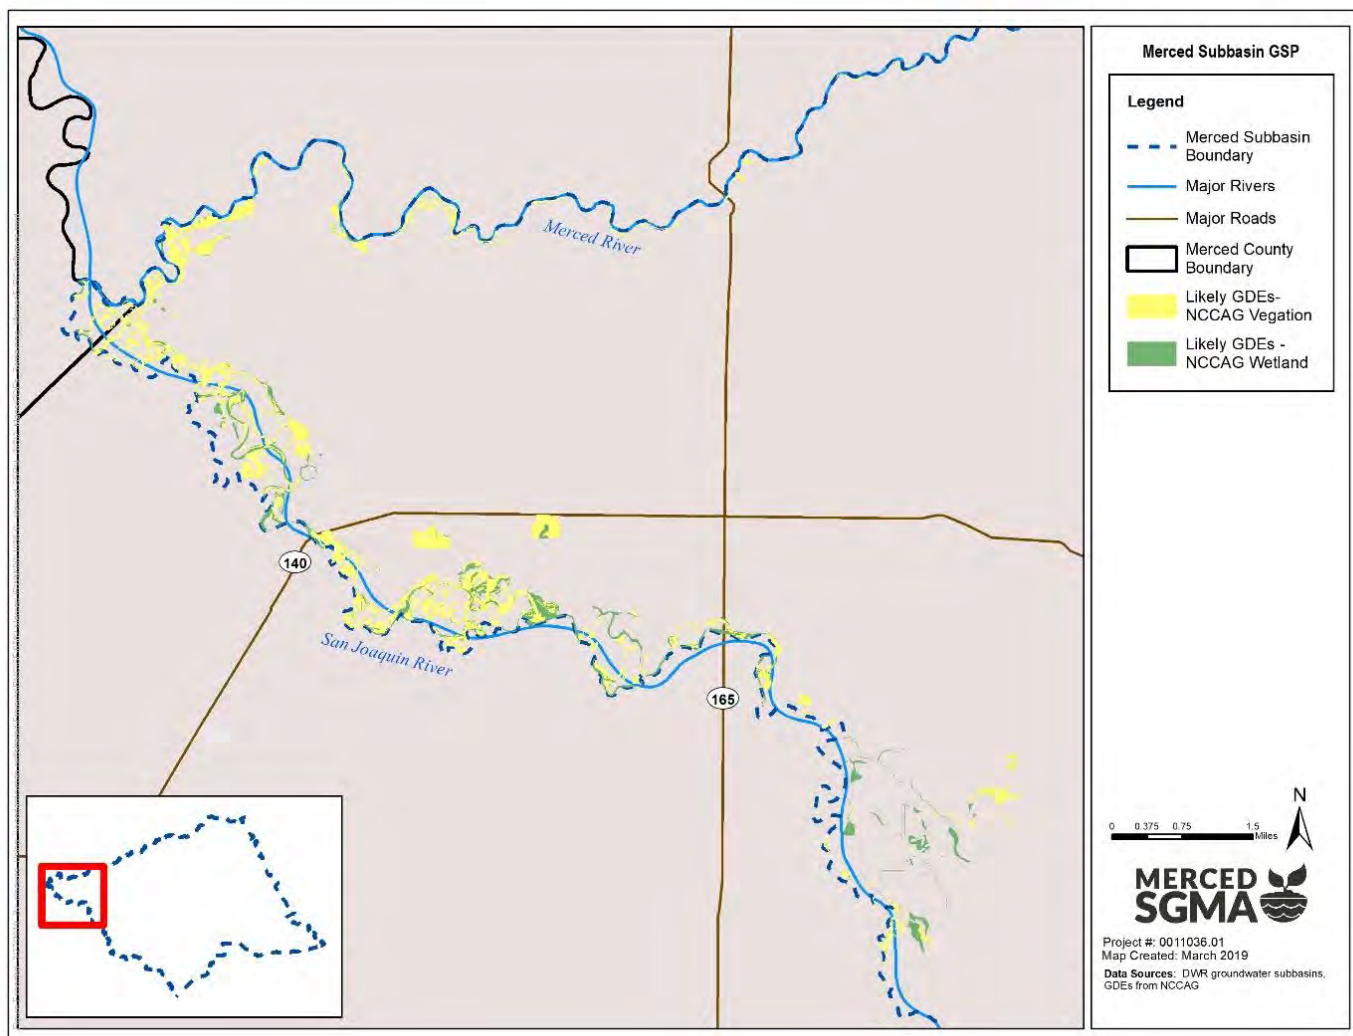 Merced Subbasin GSP
Legend
Merced Subbasin
Boundary
Major Rivers
Major Roads
Merced County
Boundary
Likely GDEs-
NCCAG Vegation
Likely GDEs -
NCCAG Wetland
Merced River
140
San Joaquin River
165
N
0 0.375 0.75 1.5
Miles
MERCED
SGMA
Project #: 0011036.01
Map Created: March 2019
Data Sources: DWR groundwater subbasins,
GDEs from NCCAG